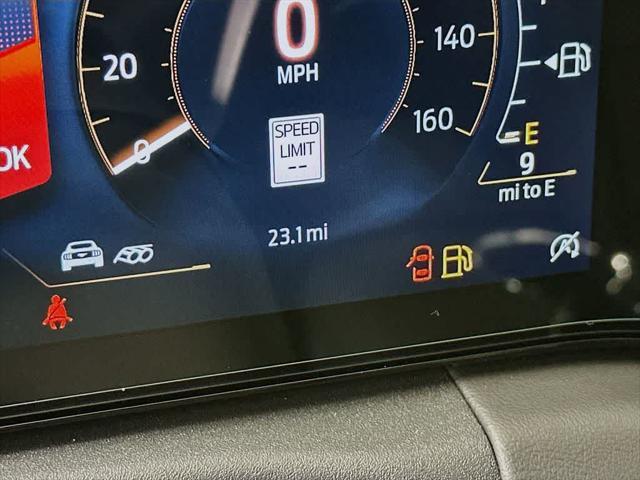 0
MPH
20
0
140
160
SPEED
LIMIT
--
E
9
mi to E
23.1 mi
OK